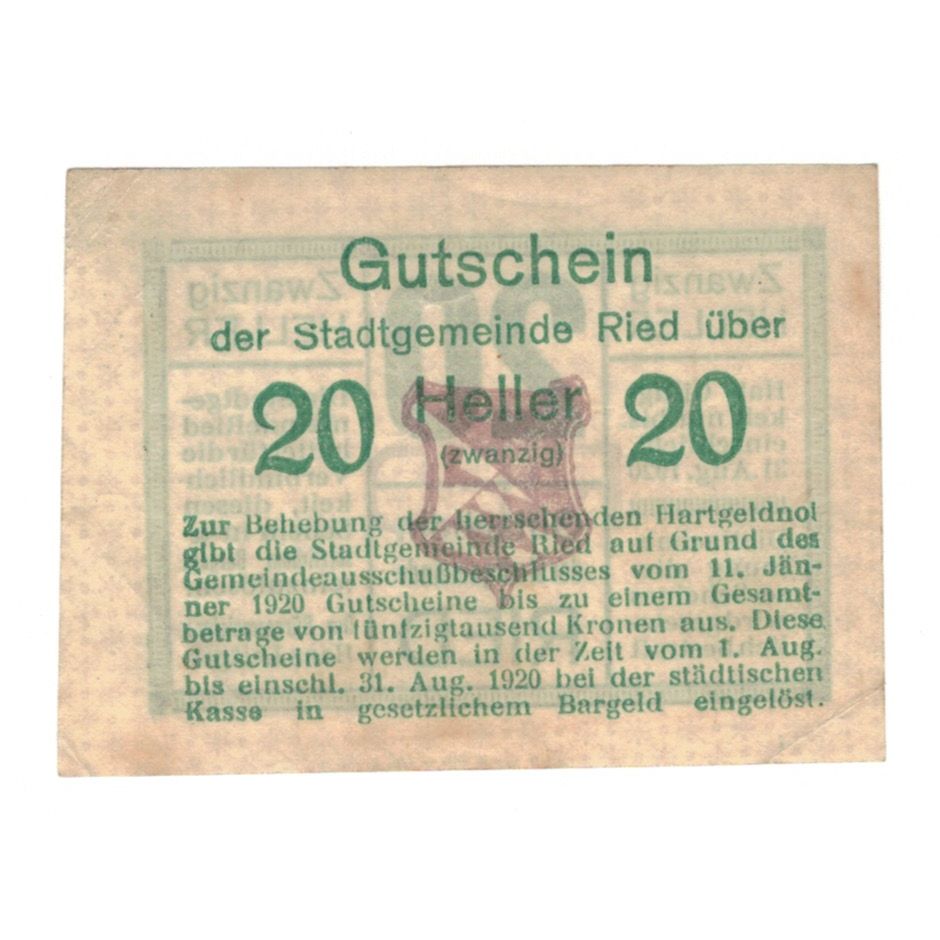 Gutschein
der Stadtgemeinde Ried über
20 Heller 20
(zwanzig)
Zur Behebung der herrschenden Hartgeldnot
gibt die Stadtgemeinde Ried auf Grund des
Gemeindeausschußbeschlusses vom 11. Jän-
ner 1920 Gutscheine bis zu einem Gesamt-
betrage von fünfzigtausend Kronen aus. Diese
Gutscheine werden in der Zeit vom 1. Aug.
bis einschl. 31. Aug. 1920 bei der städtischen
Kasse in gesetzlichem Bargeld eingelöst.